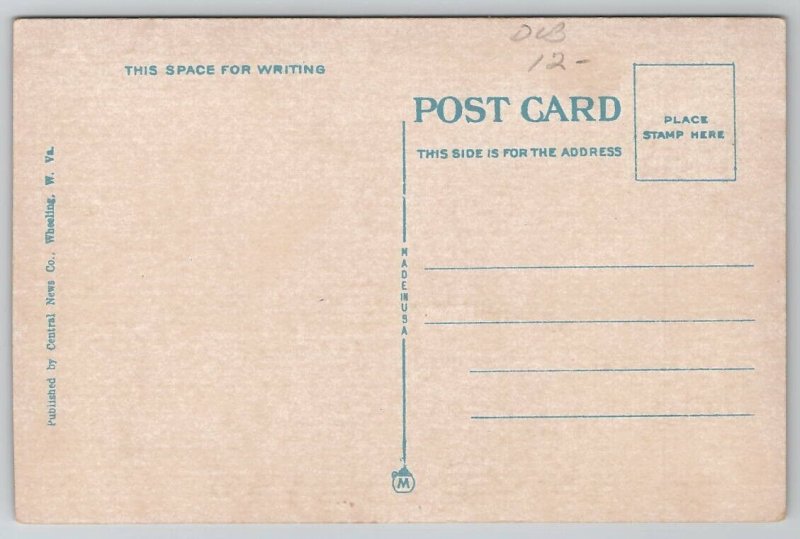 DCB
12-
THIS SPACE FOR WRITING
POST CARD
THIS SIDE IS FOR THE ADDRESS
PLACE
STAMP HERE
Published by Central News Co., Wheeling, W. Va.
MADE IN USA
M